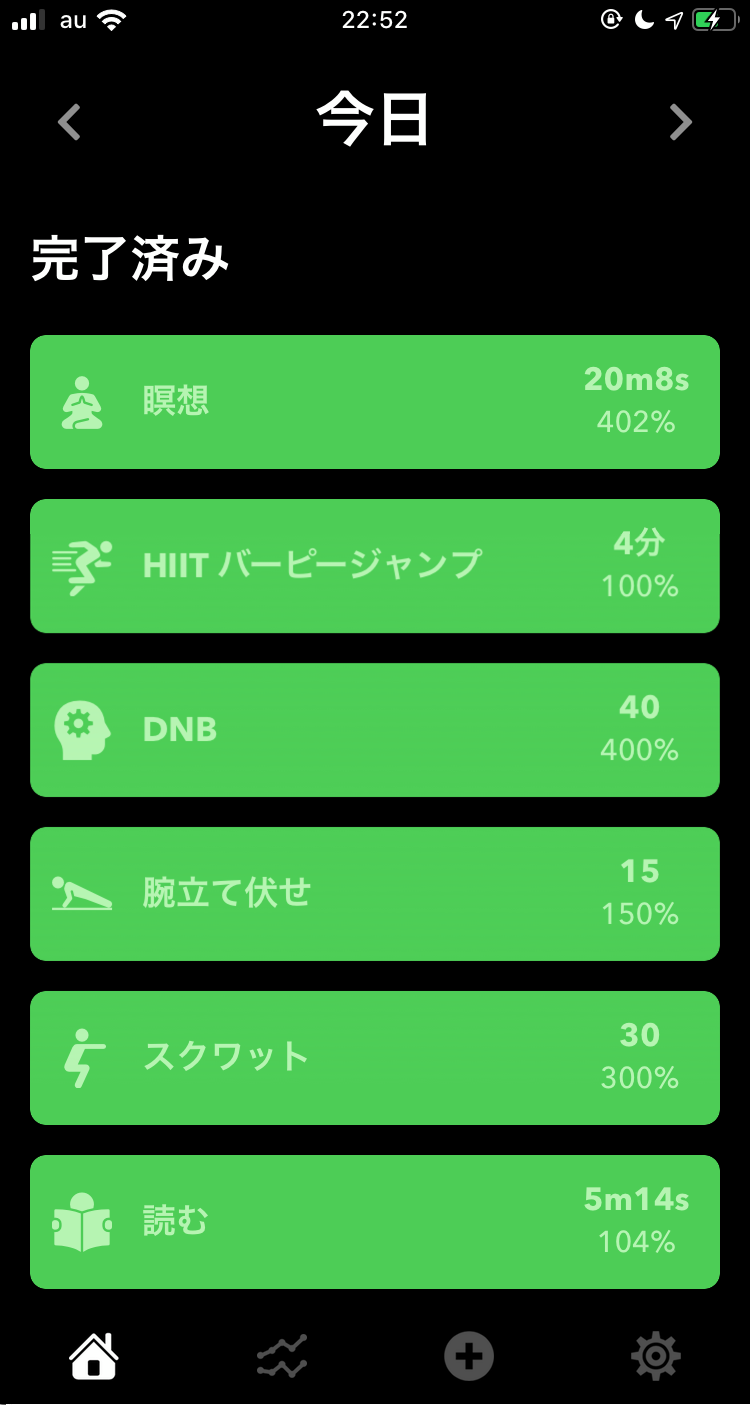 au 22:52
今日
完了済み
瞑想
20m8s
402%
HIIT バーピージャンプ
4分
100%
DNB
40
400%
腕立て伏せ
15
150%
スクワット
30
300%
読む
5m14s
104%